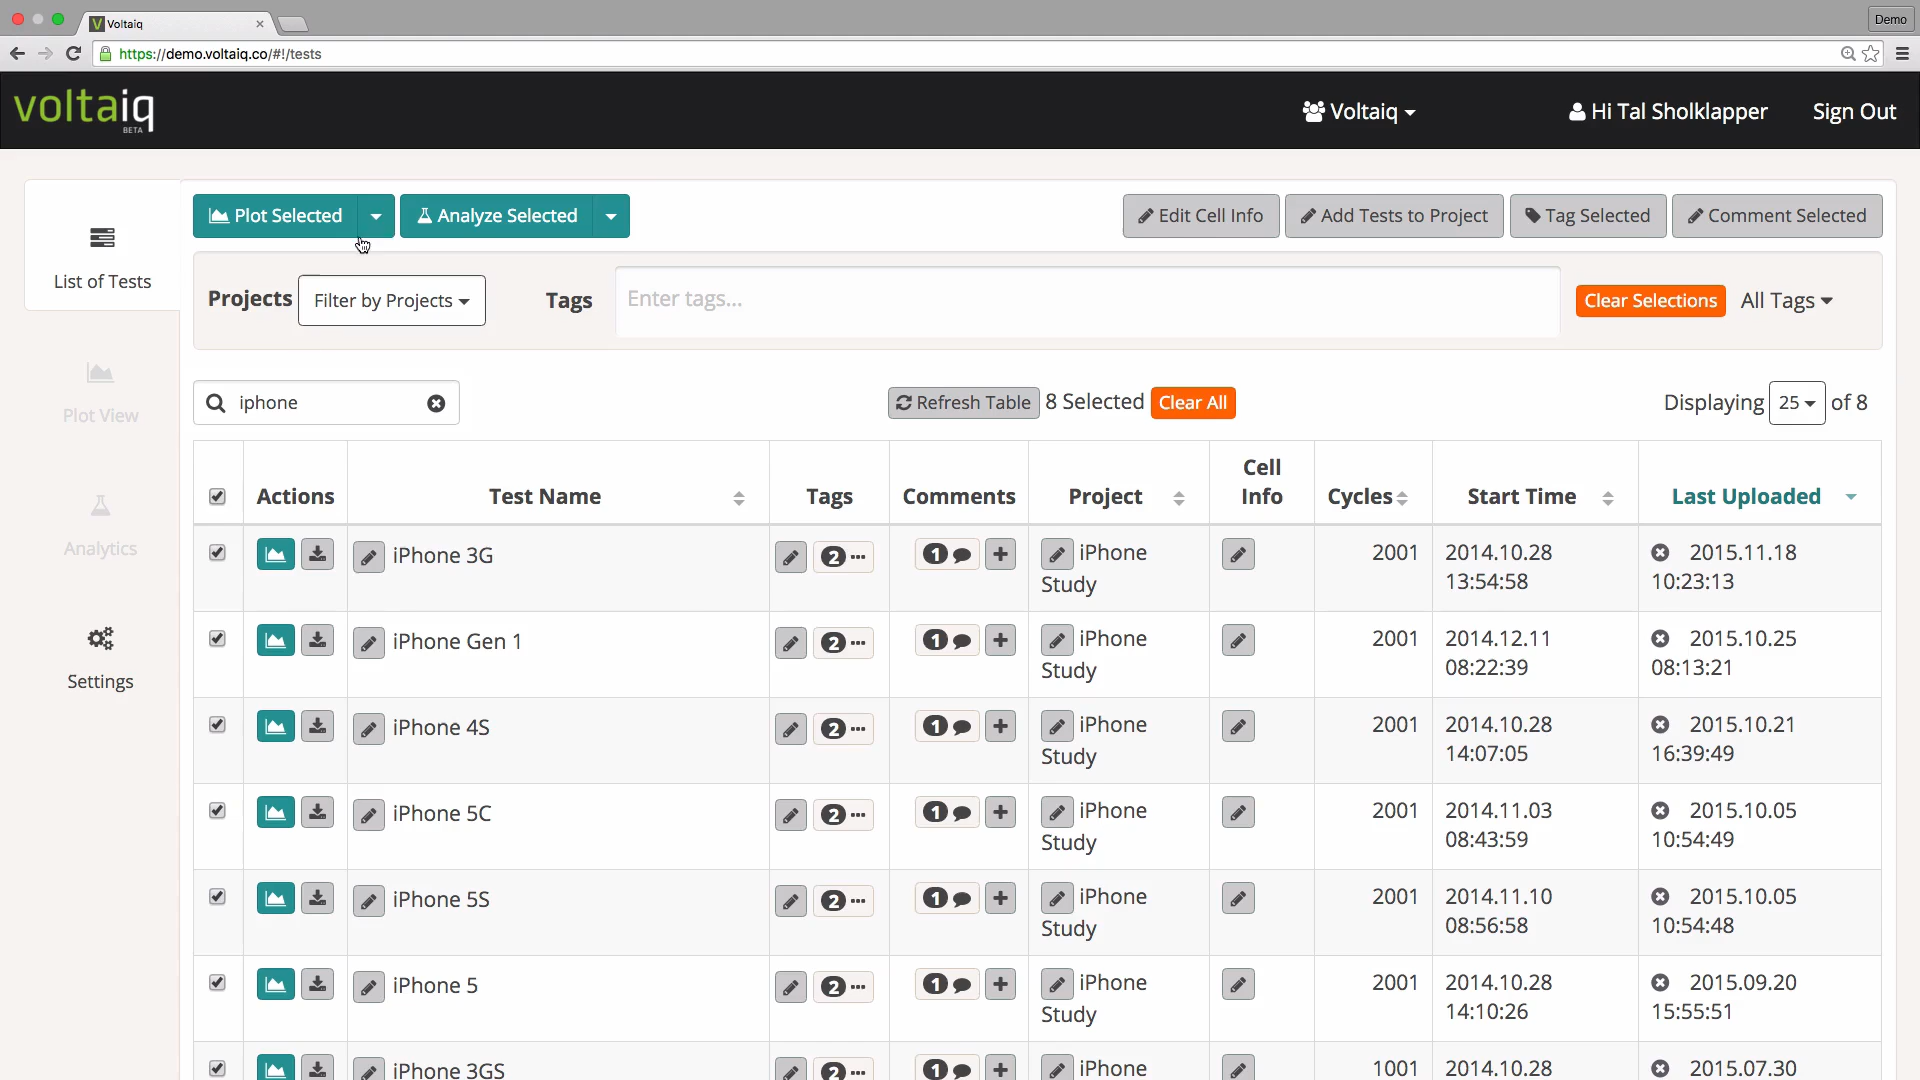 Voltaiq
Demo
https://demo.voltaiq.co/#!/tests
voltaiq
BETA
Voltaiq
Hi Tal Sholklapper
Sign Out
List of Tests
Plot View
Analytics
Settings
Plot Selected
Analyze Selected
Edit Cell Info
Add Tests to Project
Tag Selected
Comment Selected
Projects
Filter by Projects
Tags
Enter tags...
Clear Selections
All Tags
iphone
Refresh Table
8 Selected
Clear All
Displaying 25 of 8
Actions Test Name Tags Comments Project Cell Info Cycles Start Time Last Uploaded
iPhone 3G 2 ··· 1 + iPhone Study 2001 2014.10.28 13:54:58 2015.11.18 10:23:13
iPhone Gen 1 2 ··· 1 + iPhone Study 2001 2014.12.11 08:22:39 2015.10.25 08:13:21
iPhone 4S 2 ··· 1 + iPhone Study 2001 2014.10.28 14:07:05 2015.10.21 16:39:49
iPhone 5C 2 ··· 1 + iPhone Study 2001 2014.11.03 08:43:59 2015.10.05 10:54:49
iPhone 5S 2 ··· 1 + iPhone Study 2001 2014.11.10 08:56:58 2015.10.05 10:54:48
iPhone 5 2 ··· 1 + iPhone Study 2001 2014.10.28 14:10:26 2015.09.20 15:55:51
iPhone 3GS 2 ··· 1 + iPhone 1001 2014.10.28 2015.07.30